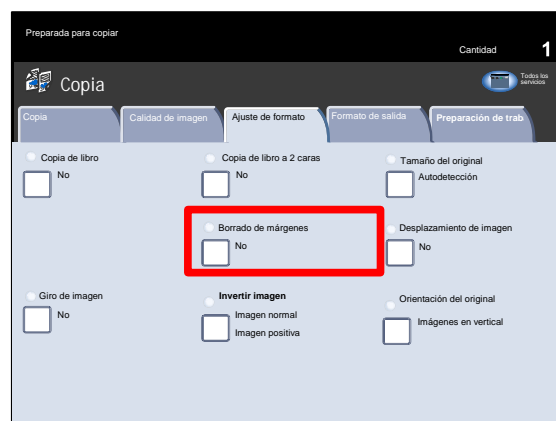 Preparada para copiar
Cantidad 1
Copia
Todos los
servicios
Copia
Calidad de imagen
Ajuste de formato
Formato de salida
Preparación de trab
Copia de libro
No
Copia de libro a 2 caras
No
Tamaño del original
Autodetección
Borrado de márgenes
No
Desplazamiento de imagen
No
Giro de imagen
No
Invertir imagen
Imagen normal
Imagen positiva
Orientación del original
Imágenes en vertical